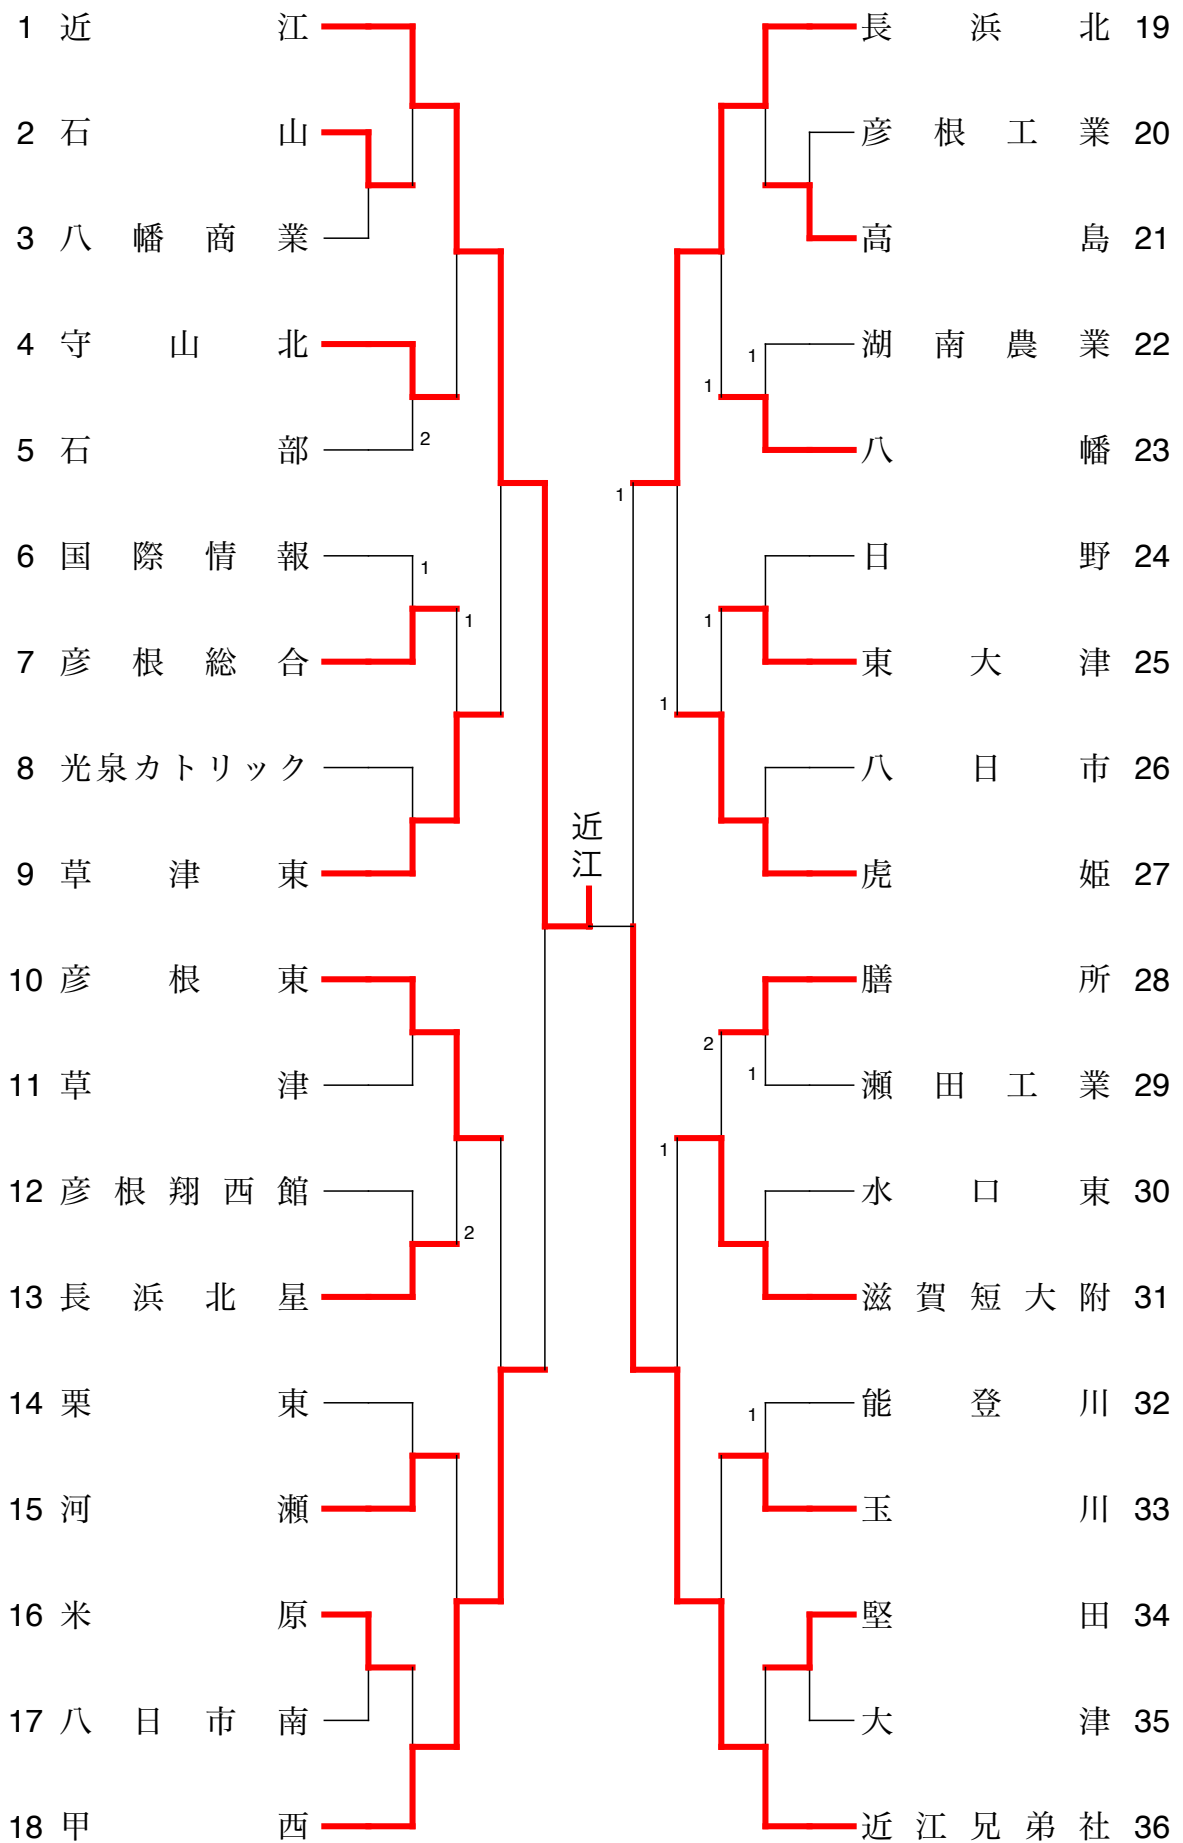 1 近江
2 石山
3 八幡商業
4 守山北
5 石部
2
6 国際情報
1
1
7 彦根総合
8 光泉カトリック
9 草津東
10 彦根東
11 草津
12 彦根翔西館
2
13 長浜北星
14 栗東
15 河瀬
16 米原
17 八日市南
18 甲西
近江
長浜北 19
彦根工業 20
高島 21
1
湖南農業 22
1
八幡 23
1
日野 24
1
東大津 25
1
八日市 26
虎姫 27
膳所 28
2
1
瀬田工業 29
1
水口東 30
滋賀短大附 31
1
能登川 32
玉川 33
堅田 34
大津 35
近江兄弟社 36